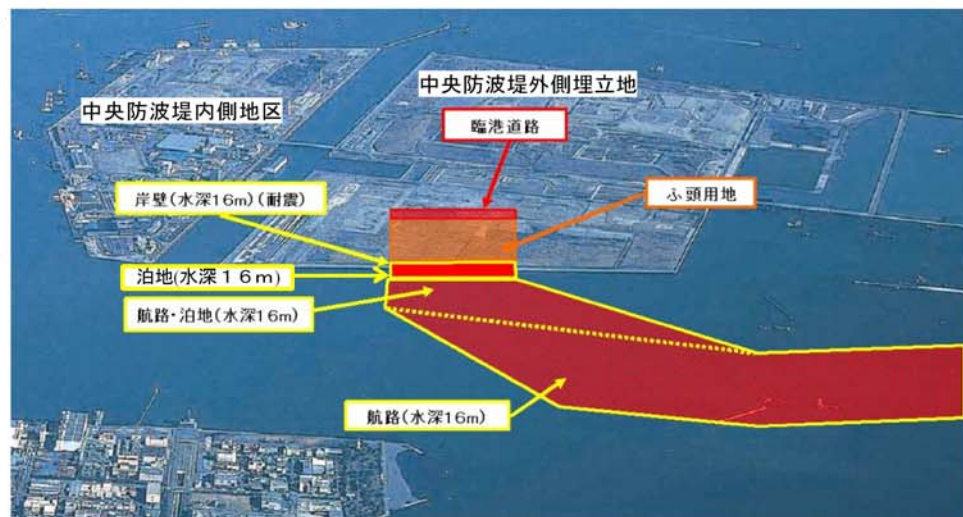 中央防波堤内側地区
中央防波堤外側埋立地
臨港道路
岸壁(水深16m)(耐震)
ふ頭用地
泊地(水深１６ｍ)
航路・泊地(水深16m)
航路(水深16m)